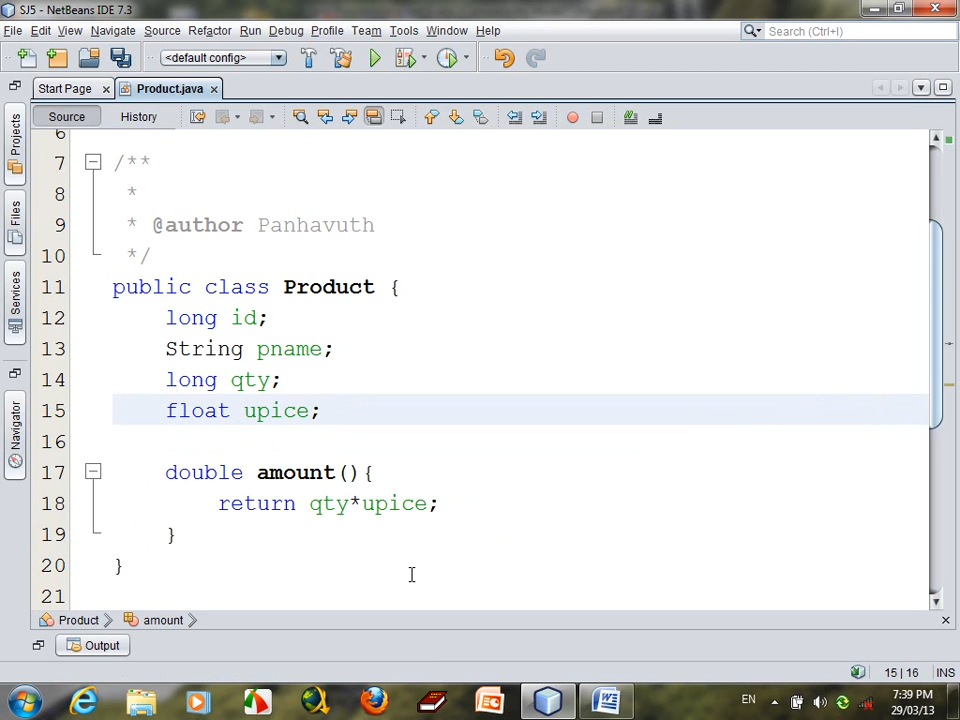 SJ5 - NetBeans IDE 7.3
File Edit View Navigate Source Refactor Run Debug Profile Team Tools Window Help
Search (Ctrl+I)
<default config>
Start Page
Product.java
Source
History
Projects
Files
Services
Navigator
6
7 /**
8 *
9 * @author Panhavuth
10 */
11 public class Product {
12 long id;
13 String pname;
14 long qty;
15 float upice;
16
17 double amount(){
18 return qty*upice;
19 }
20 }
21
Product
amount
Output
15 | 16
INS
EN
7:39 PM
29/03/13